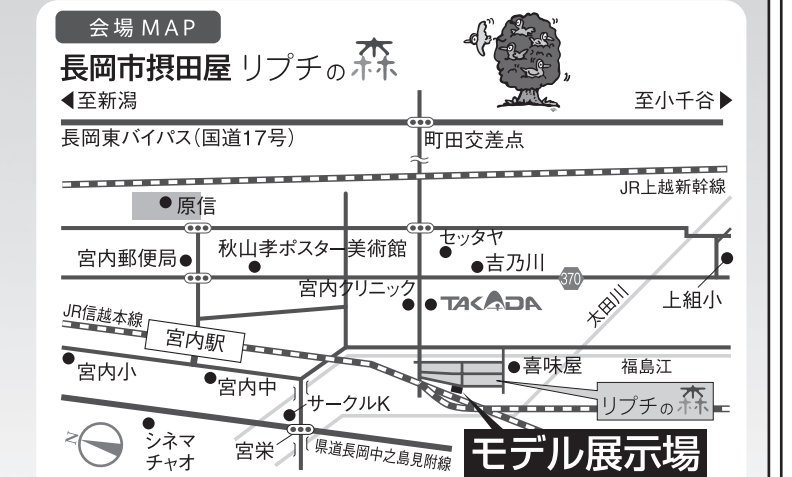 会場MAP
長岡市摂田屋 リプチの森
◀至新潟
至小千谷▶
長岡東バイパス(国道17号)
町田交差点
JR上越新幹線
原信
宮内郵便局
秋山孝ポスター美術館
セッタヤ
吉乃川
370
上組小
宮内クリニック
TAKADA
太田川
JR信越本線
宮内駅
宮内小
宮内中
サークルK
喜味屋
福島江
リプチの森
N
シネマ
チャオ
宮栄
県道長岡中之島見附線
モデル展示場